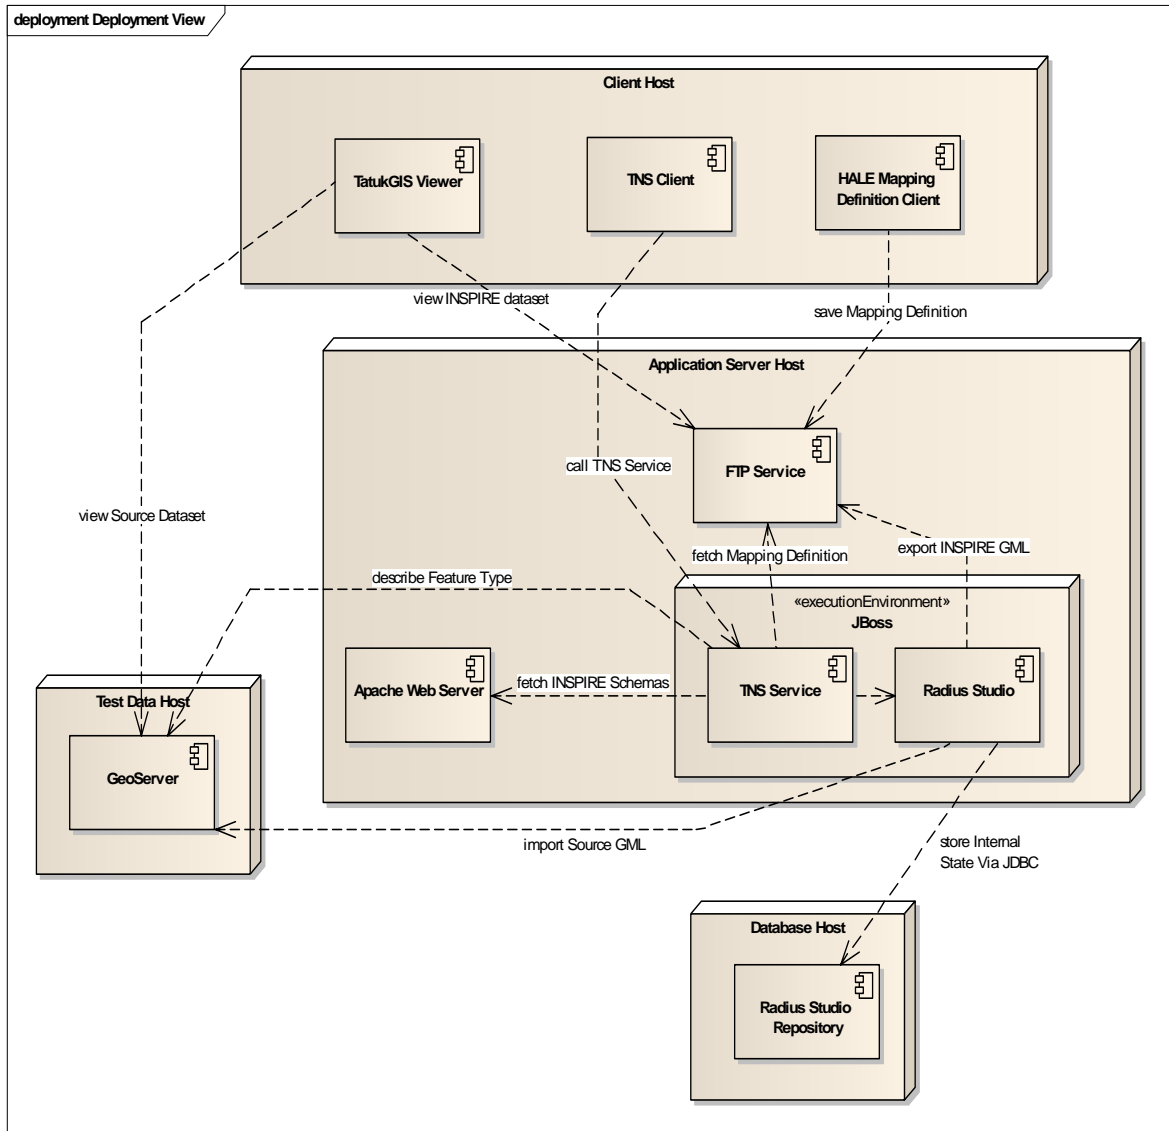 deployment Deployment View
Client Host
TatukGIS Viewer
TNS Client
HALE Mapping
Definition Client
view INSPIRE dataset
save Mapping Definition
Application Server Host
FTP Service
call TNS Service
view Source Dataset
fetch Mapping Definition
export INSPIRE GML
describe Feature Type
«executionEnvironment»
JBoss
Apache Web Server
fetch INSPIRE Schemas
TNS Service
Radius Studio
Test Data Host
GeoServer
import Source GML
store Internal
State Via JDBC
Database Host
Radius Studio
Repository